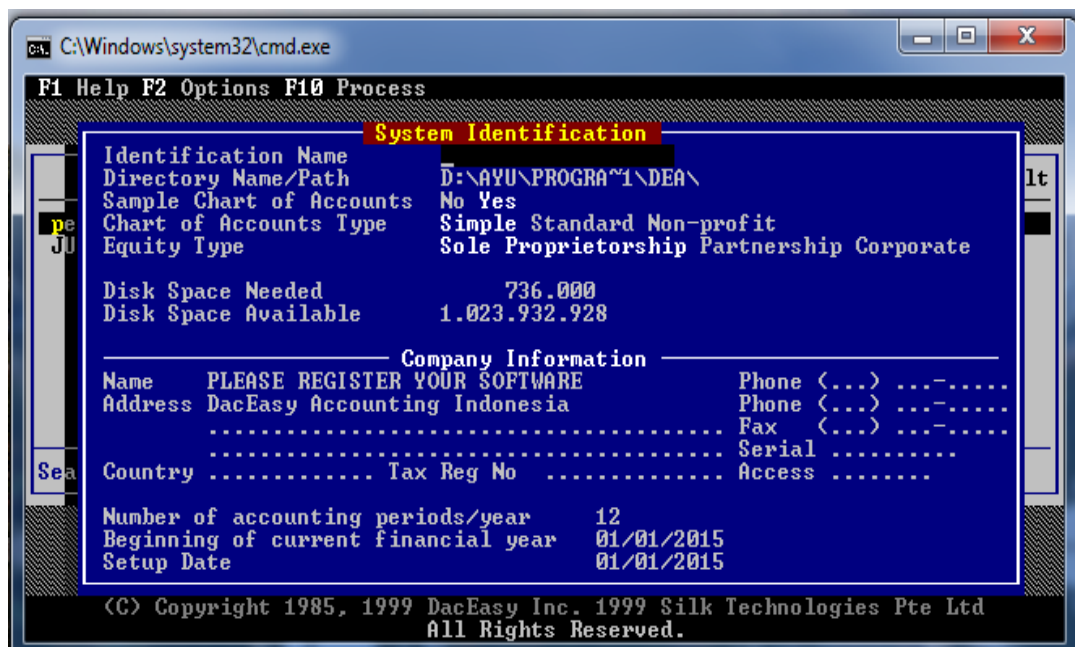 C:\Windows\system32\cmd.exe
F1 Help F2 Options F10 Process
System Identification
Identification Name _
Directory Name/Path D:\AYU\PROGRA~1\DEA\
Sample Chart of Accounts No Yes
Chart of Accounts Type Simple Standard Non-profit
Equity Type Sole Proprietorship Partnership Corporate
Disk Space Needed 736.000
Disk Space Available 1.023.932.928
Company Information
Name PLEASE REGISTER YOUR SOFTWARE Phone (...) ...-.....
Address DacEasy Accounting Indonesia Phone (...) ...-.....
........................................ Fax (...) ...-.....
........................................ Serial ..........
Country ............. Tax Reg No .............. Access ........
Number of accounting periods/year 12
Beginning of current financial year 01/01/2015
Setup Date 01/01/2015
pe
JU
Sea
lt
(C) Copyright 1985, 1999 DacEasy Inc. 1999 Silk Technologies Pte Ltd
All Rights Reserved.